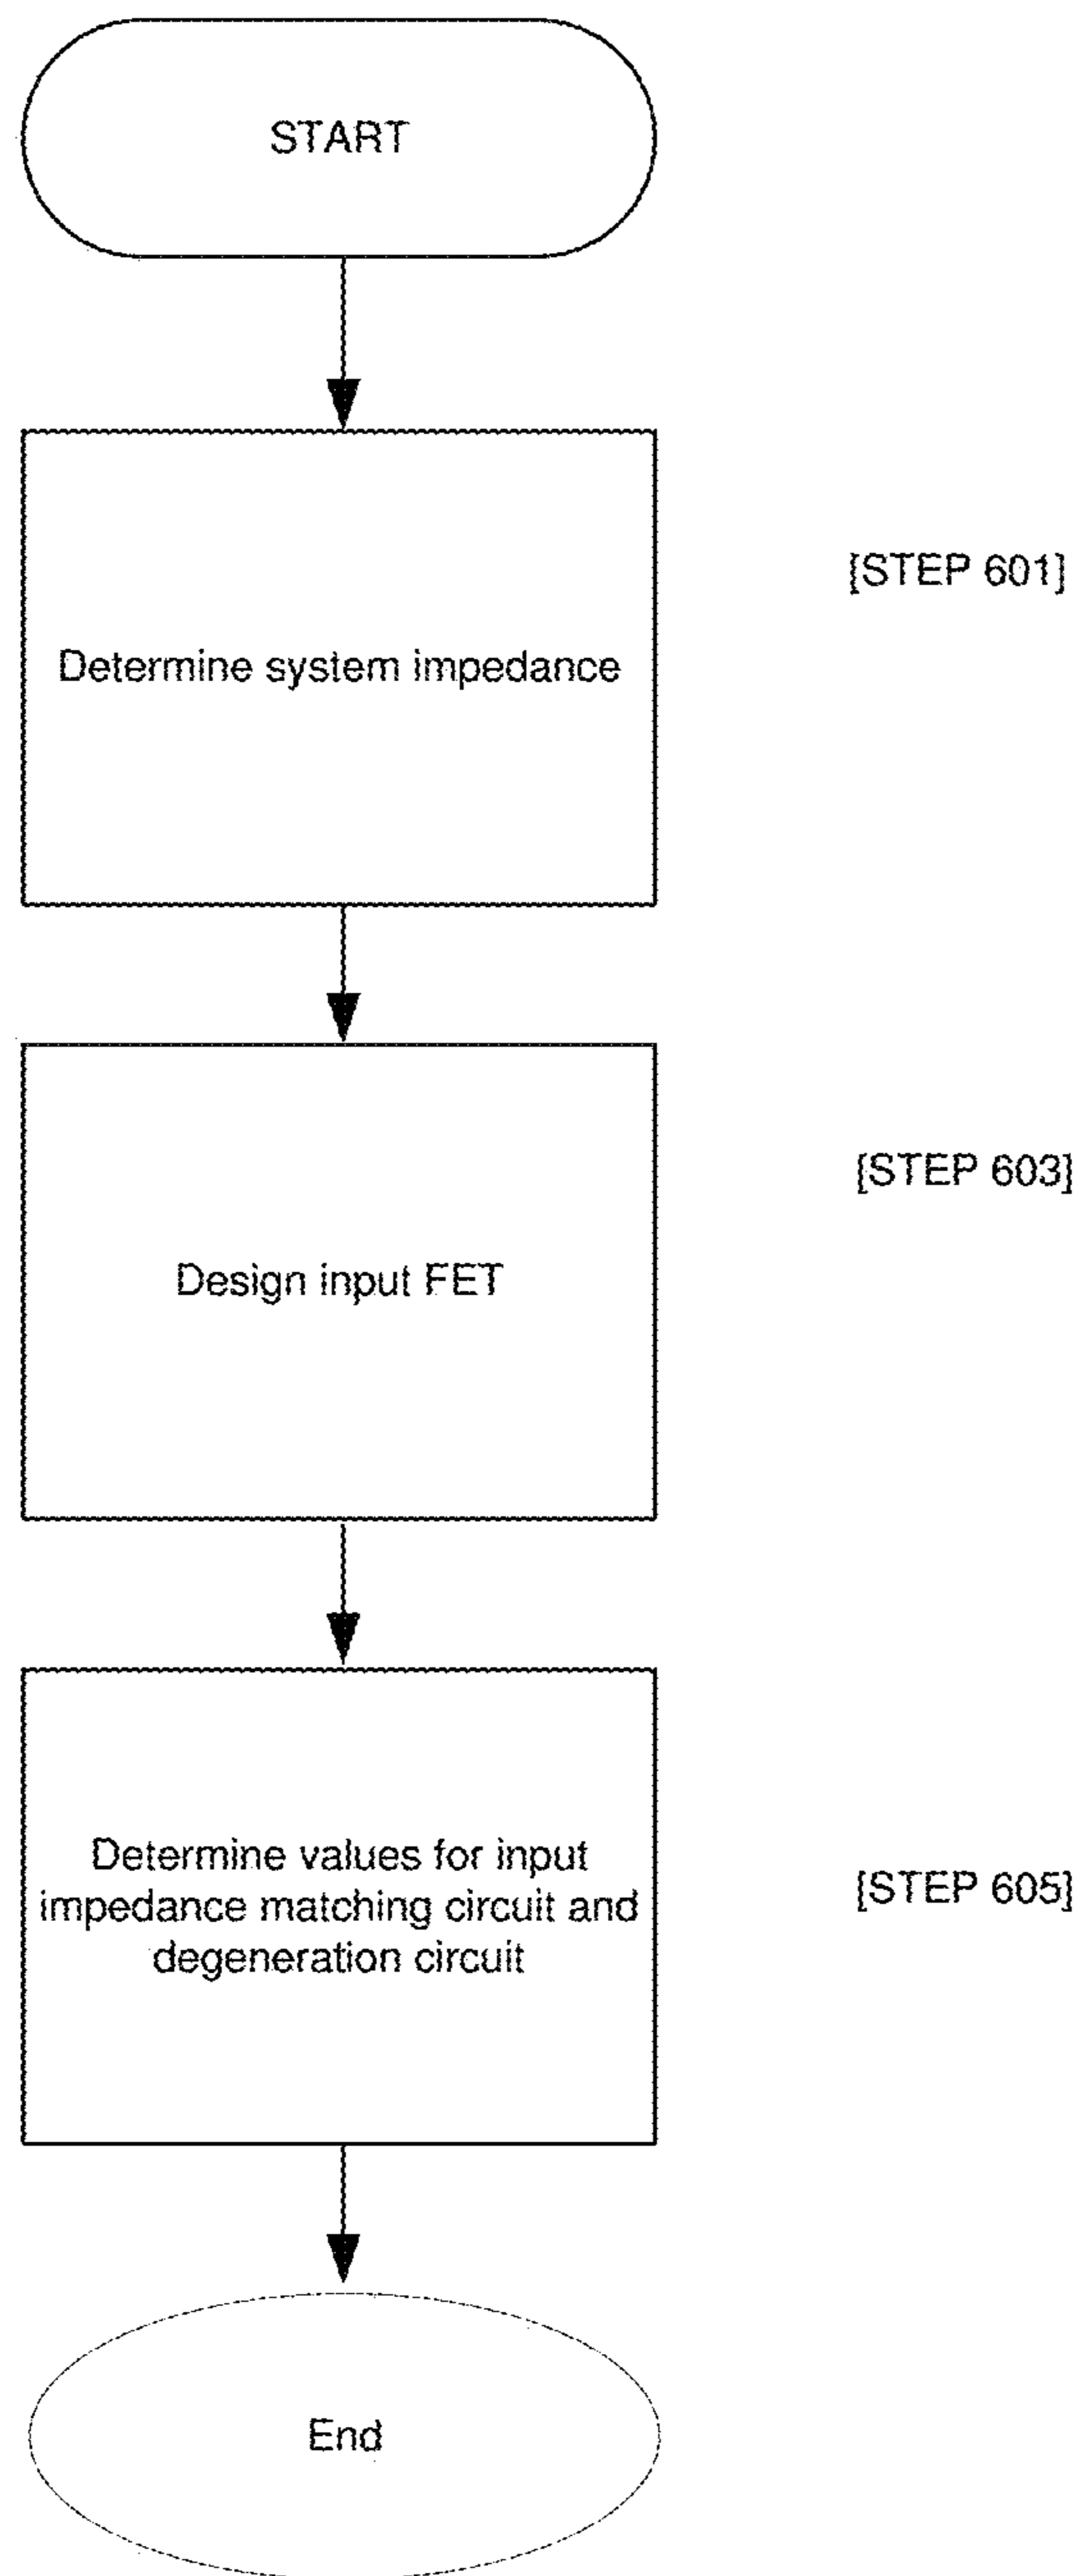 START
Determine system impedance
[STEP 601]
Design input FET
[STEP 603]
Determine values for input
impedance matching circuit and
degeneration circuit
[STEP 605]
End